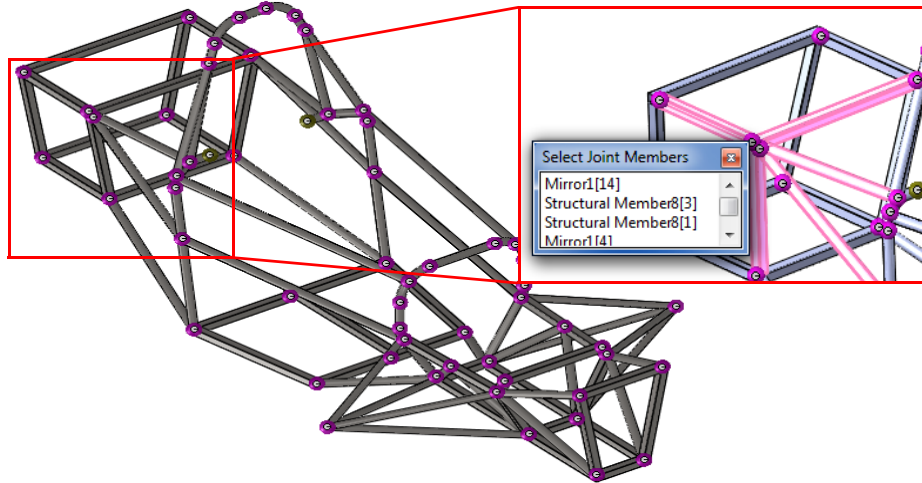 Select Joint Members
Mirror1[14]
Structural Member8[3]
Structural Member8[1]
Mirror1[4]